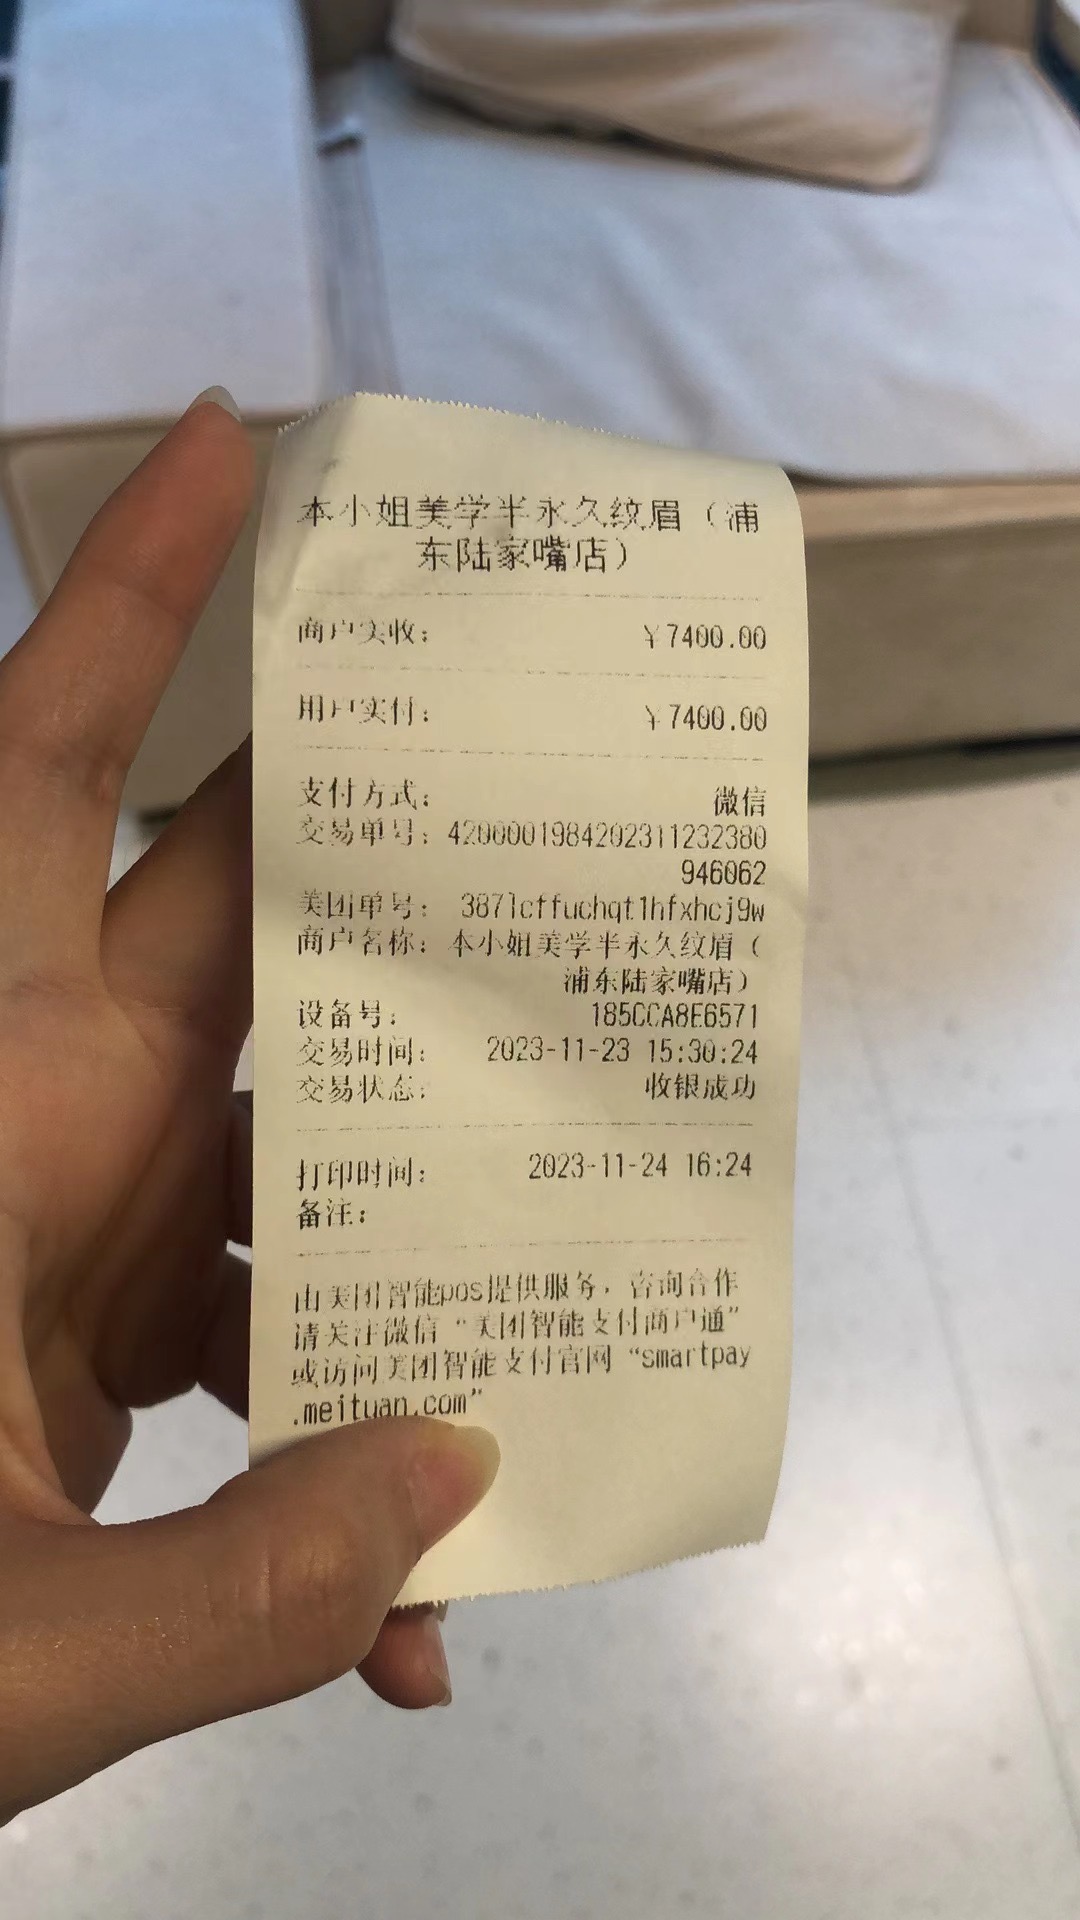 本小姐美学半永久纹眉（浦
东陆家嘴店）
商户实收： ￥7400.00
用户实付： ￥7400.00
支付方式： 微信
交易单号： 4200001984202311232380
946062
美团单号： 387lcffuchqt1hfxhcj9w
商户名称： 本小姐美学半永久纹眉（
浦东陆家嘴店）
设备号： 185CCA8E6571
交易时间： 2023-11-23 15:30:24
交易状态： 收银成功
打印时间： 2023-11-24 16:24
备注：
由美团智能pos提供服务，咨询合作
请关注微信“美团智能支付商户通”
或访问美团智能支付官网“smartpay
.meituan.com”